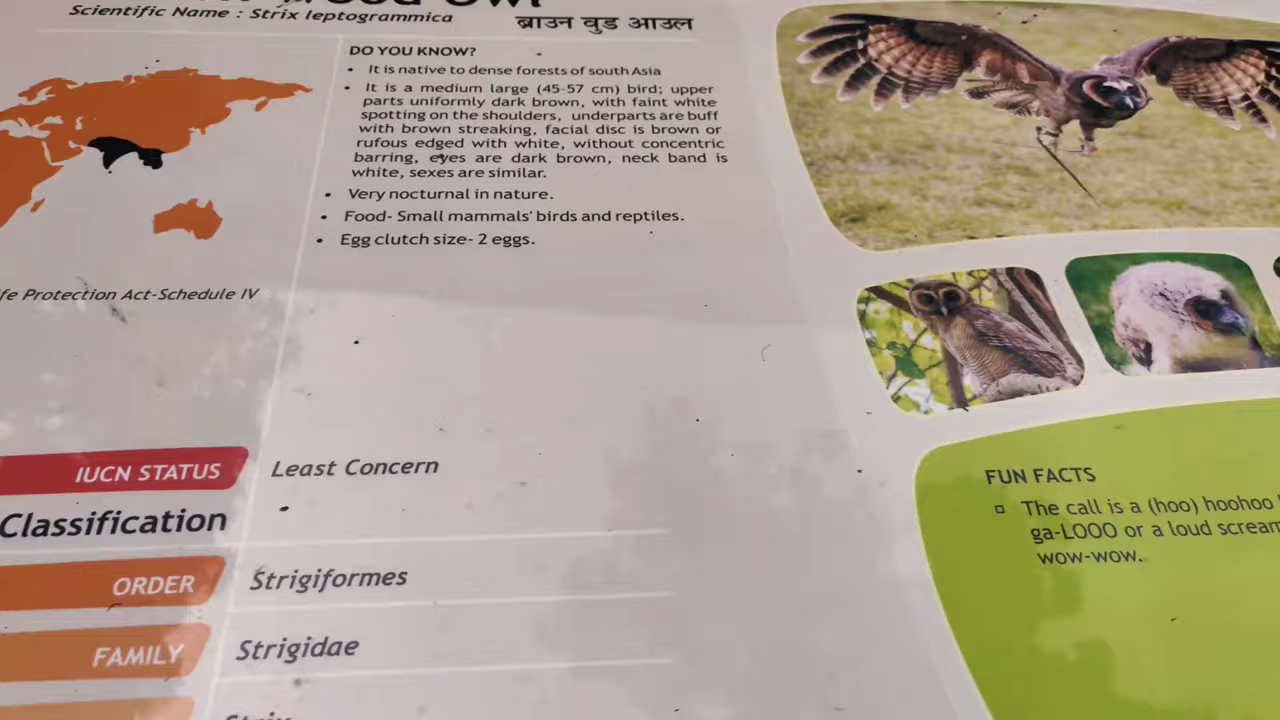 Owl
Scientific Name : Strix leptogrammica
ब्राउन वुड आउल
DO YOU KNOW?
• It is native to dense forests of south Asia
• It is a medium large (45-57 cm) bird; upper
parts uniformly dark brown, with faint white
spotting on the shoulders, underparts are buff
with brown streaking, facial disc is brown or
rufous edged with white, without concentric
barring, eyes are dark brown, neck band is
white, sexes are similar.
• Very nocturnal in nature.
• Food- Small mammals' birds and reptiles.
• Egg clutch size- 2 eggs.
ife Protection Act-Schedule IV
IUCN STATUS
Least Concern
Classification
ORDER
Strigiformes
FAMILY
Strigidae
Strix
FUN FACTS
▫ The call is a (hoo) hoohoo
ga-LOOO or a loud scream
wow-wow.